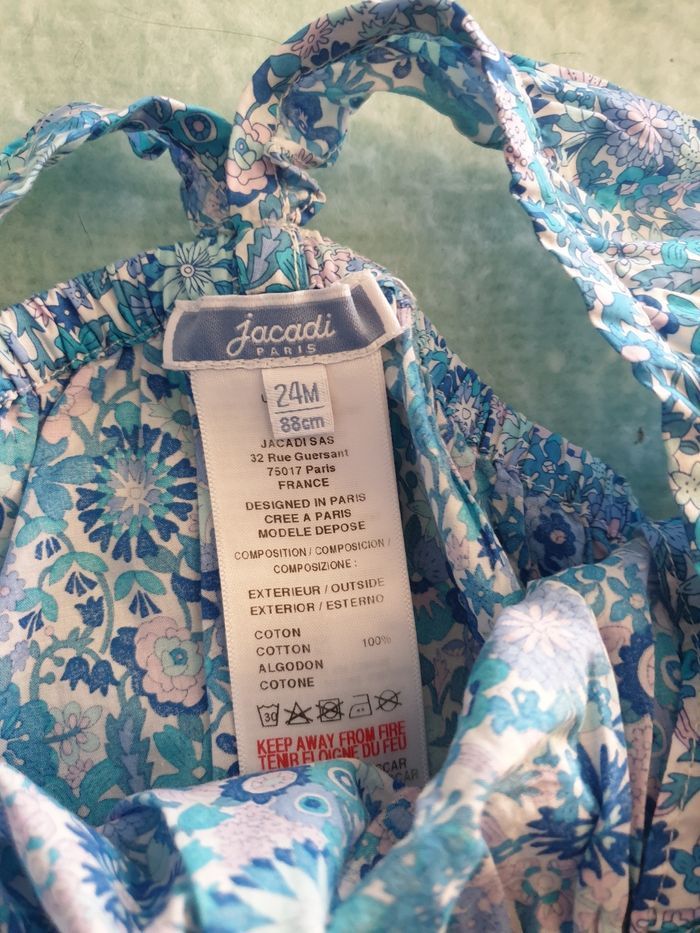 jacadi
PARIS
24M
88cm
JACADI SAS
32 Rue Guersant
75017 Paris
FRANCE
DESIGNED IN PARIS
CREE A PARIS
MODELE DEPOSE
COMPOSITION / COMPOSICION /
COMPOSIZIONE :
EXTERIEUR / OUTSIDE
EXTERIOR / ESTERNO
COTON
COTTON 100%
ALGODON
COTONE
30
KEEP AWAY FROM FIRE
TENIR ELOIGNE DU FEU